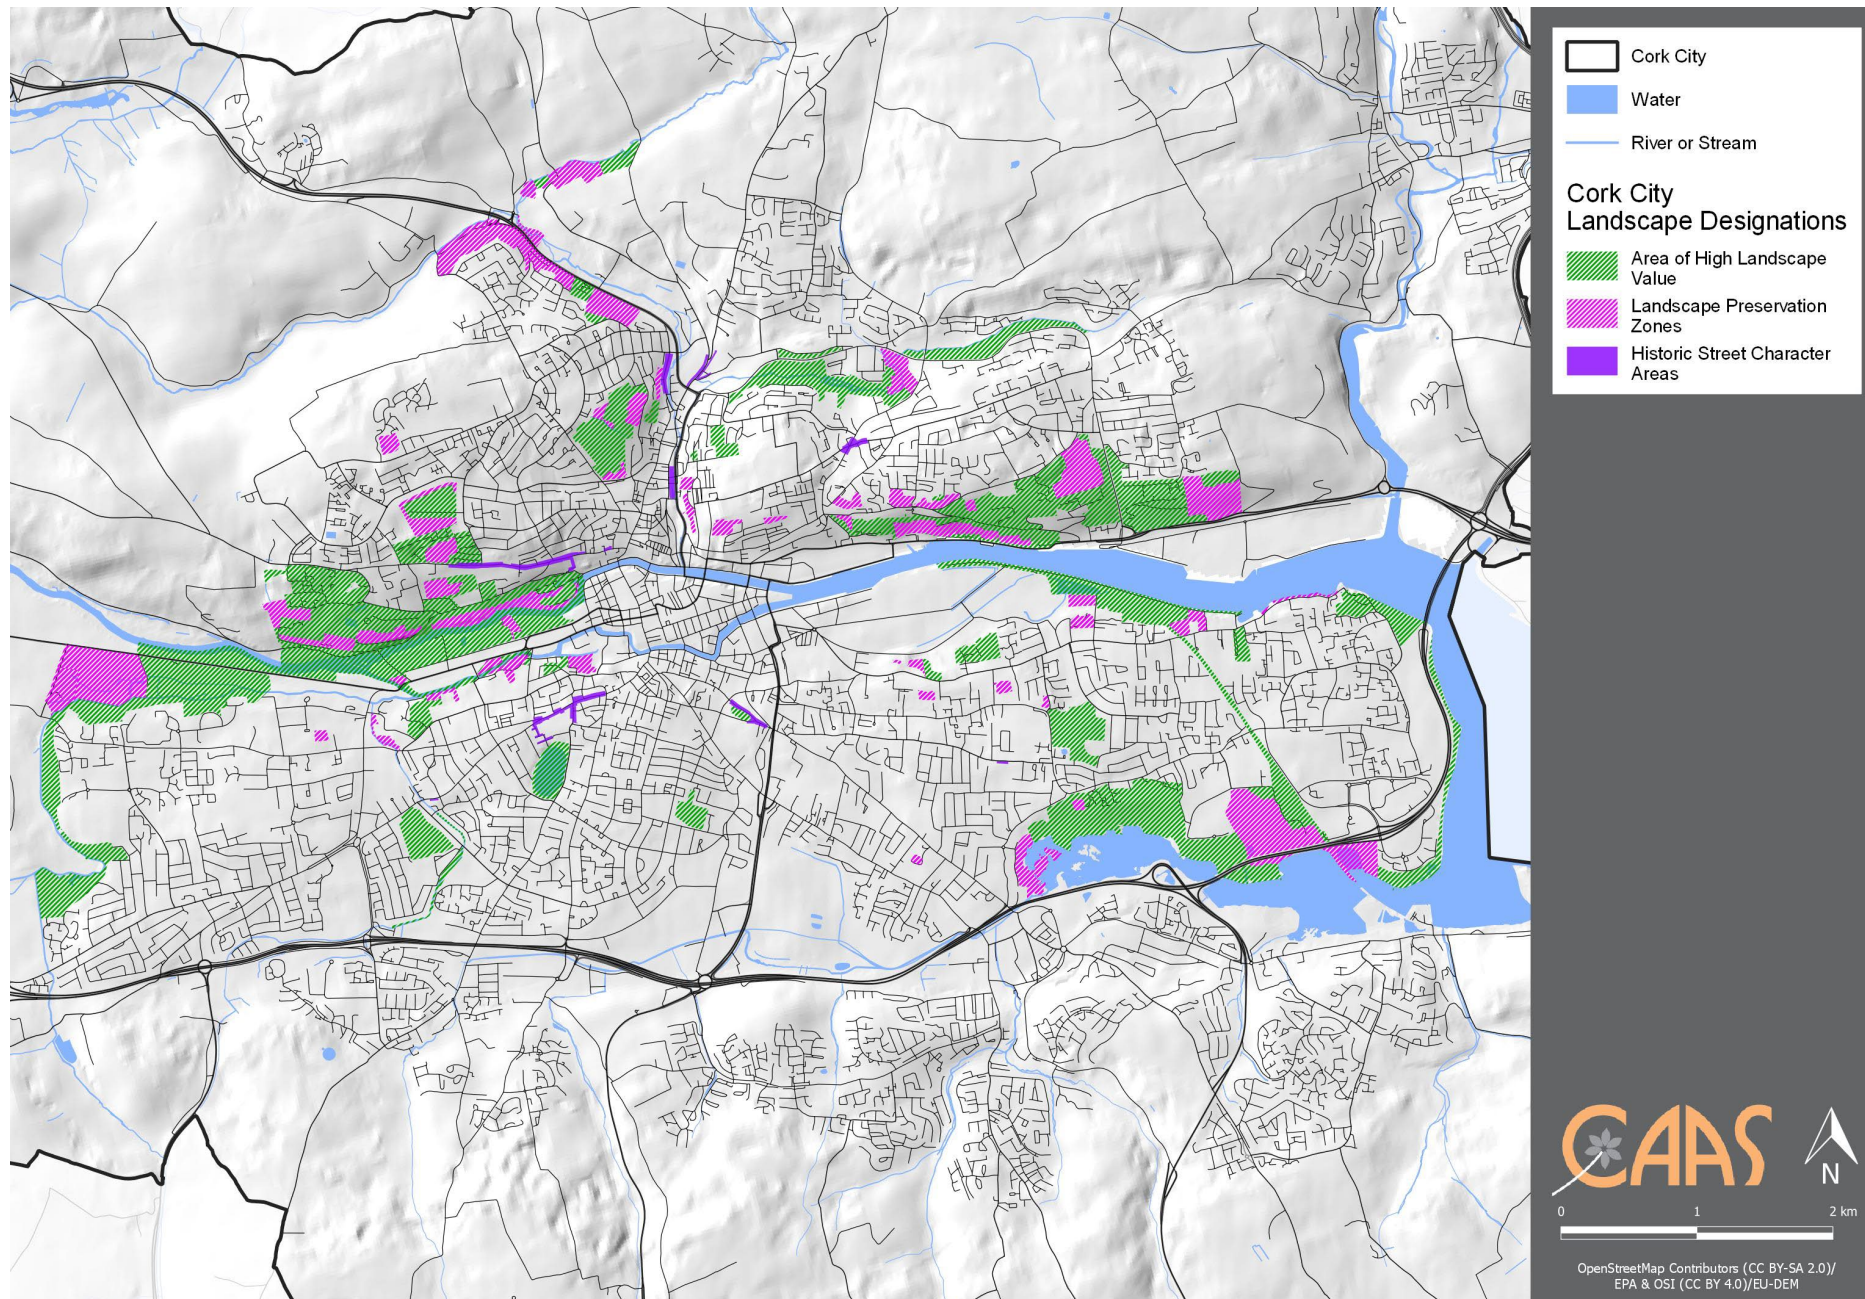 Cork City
Water
River or Stream
Cork City
Landscape Designations
Area of High Landscape
Value
Landscape Preservation
Zones
Historic Street Character
Areas
CAAS
N
0 1 2 km
OpenStreetMap Contributors (CC BY-SA 2.0)/
EPA & OSI (CC BY 4.0)/EU-DEM